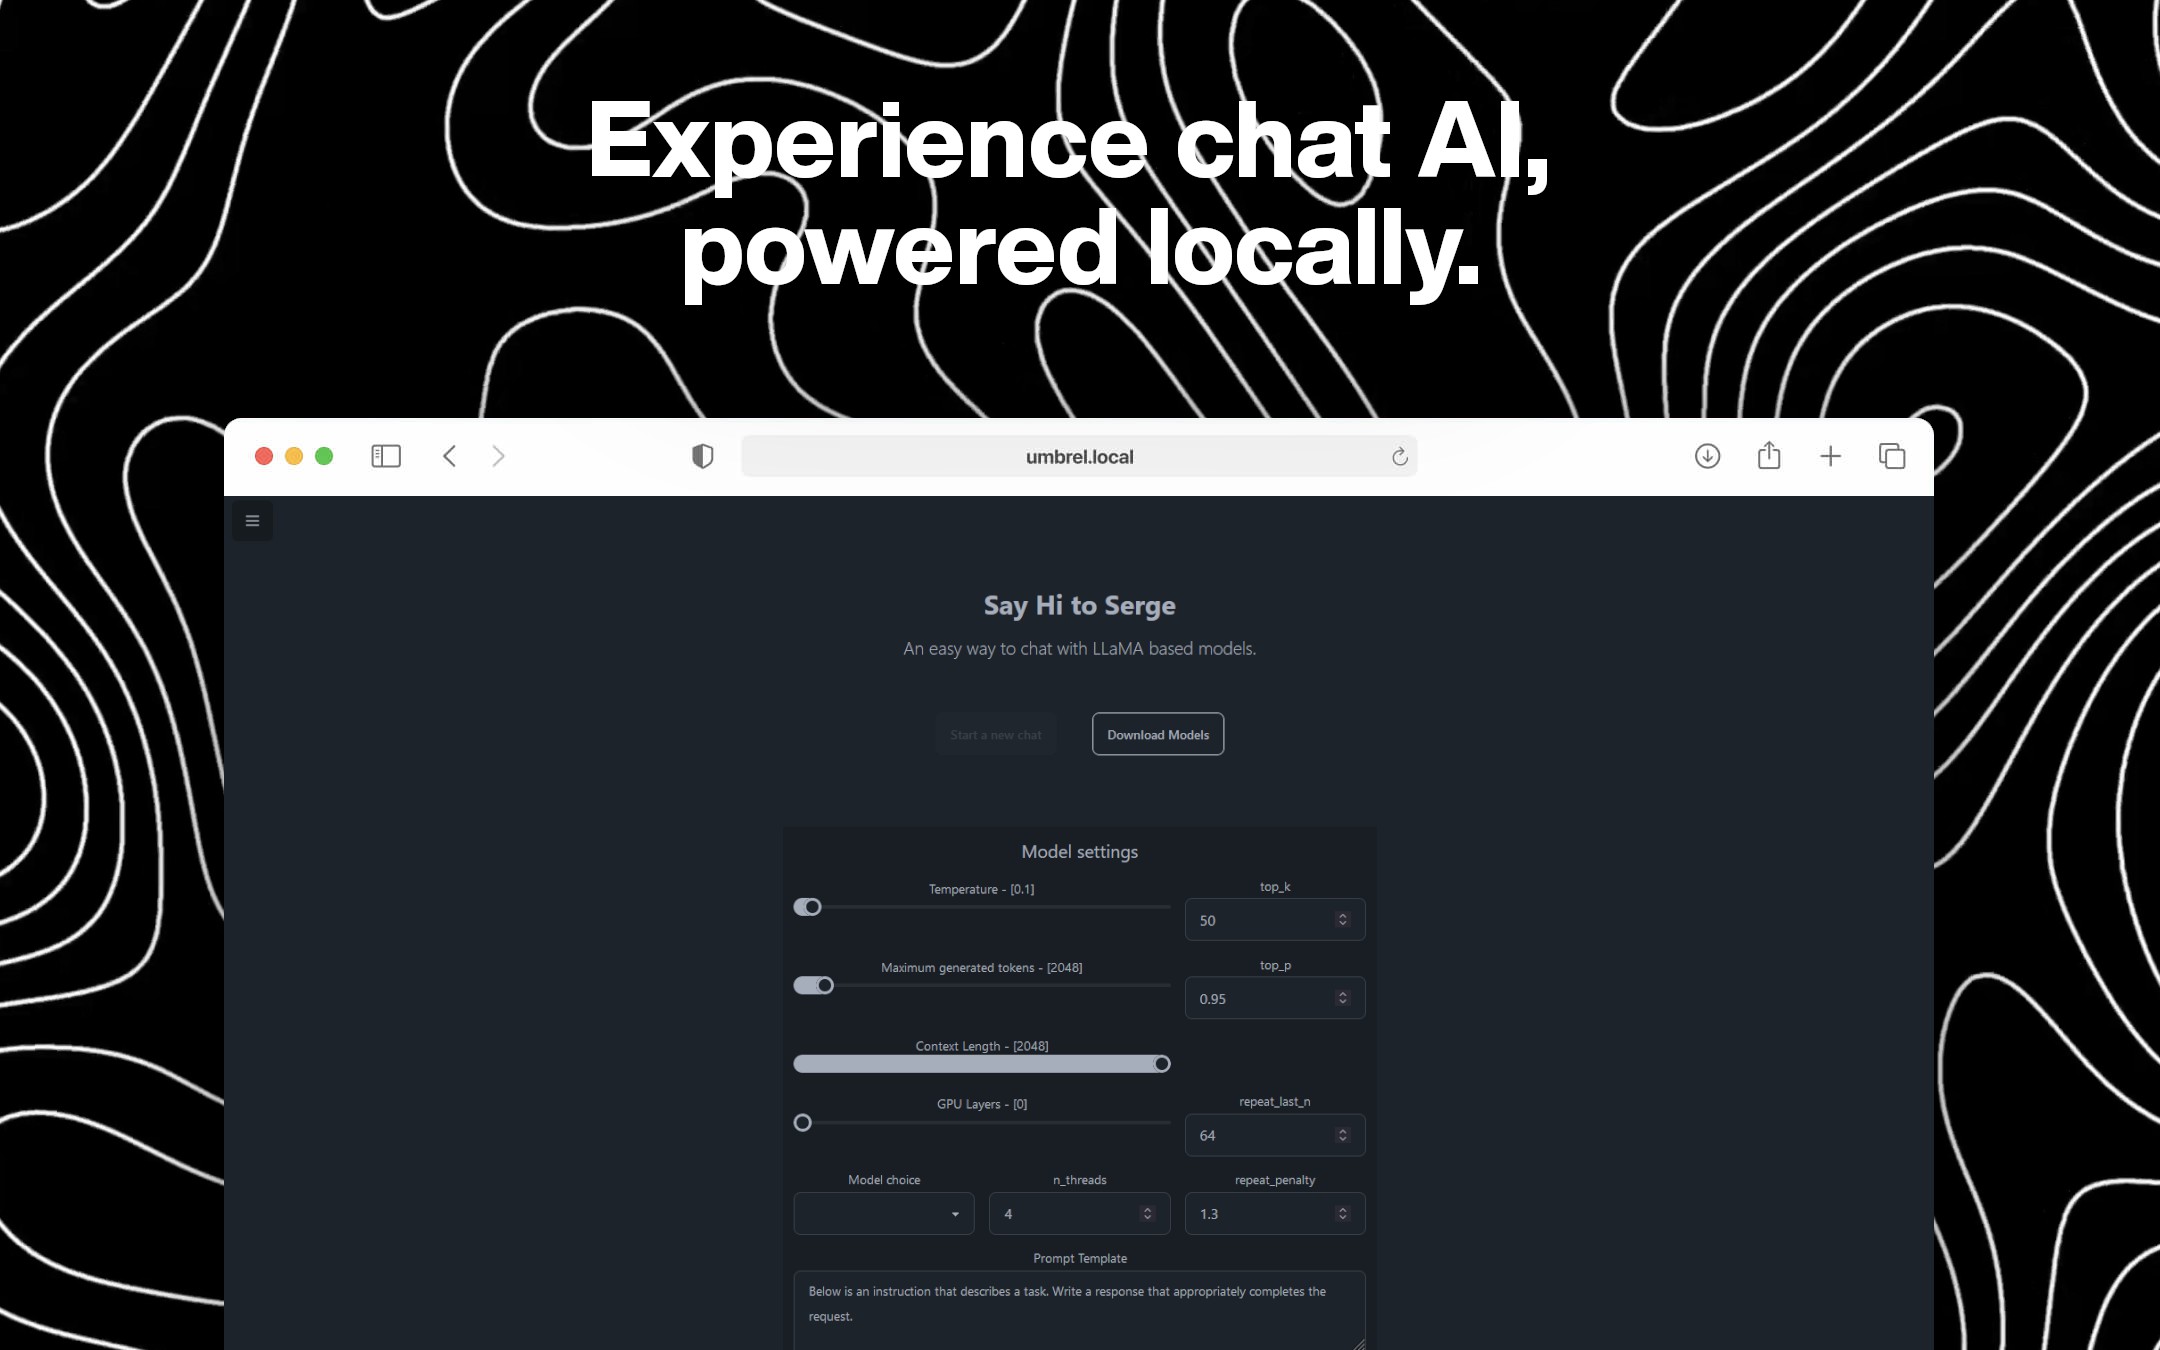 Experience chat AI,
powered locally.
umbrel.local
Say Hi to Serge
An easy way to chat with LLaMA based models.
Start a new chat
Download Models
Model settings
Temperature - [0.1]
top_k
50
Maximum generated tokens - [2048]
top_p
0.95
Context Length - [2048]
GPU Layers - [0]
repeat_last_n
64
Model choice
n_threads
repeat_penalty
4
1.3
Prompt Template
Below is an instruction that describes a task. Write a response that appropriately completes the
request.